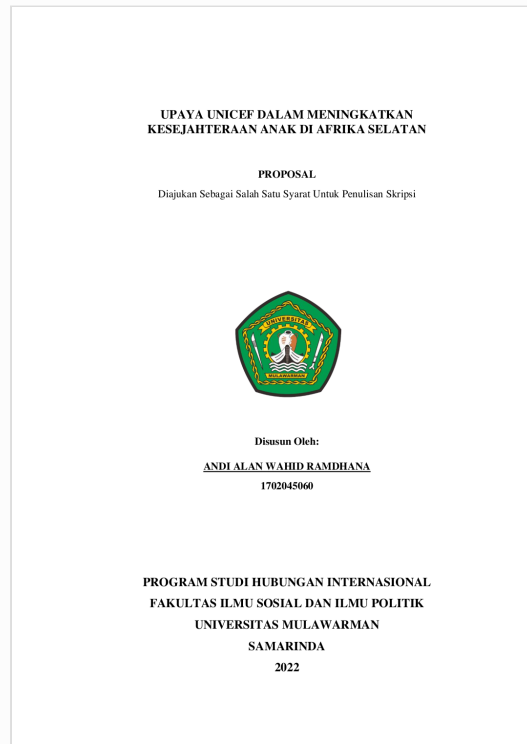 UPAYA UNICEF DALAM MENINGKATKAN
KESEJAHTERAAN ANAK DI AFRIKA SELATAN
PROPOSAL
Diajukan Sebagai Salah Satu Syarat Untuk Penulisan Skripsi
UNIVERSITAS
MULAWARMAN
Disusun Oleh:
ANDI ALAN WAHID RAMDHANA
1702045060
PROGRAM STUDI HUBUNGAN INTERNASIONAL
FAKULTAS ILMU SOSIAL DAN ILMU POLITIK
UNIVERSITAS MULAWARMAN
SAMARINDA
2022